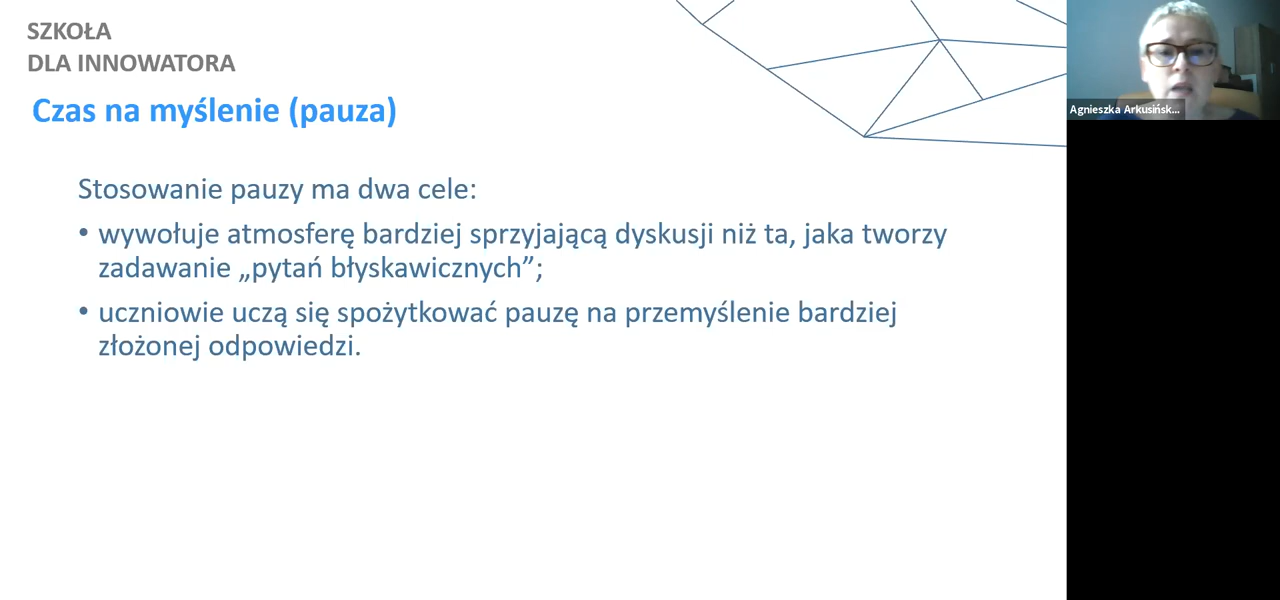 SZKOŁA
DLA INNOWATORA
Czas na myślenie (pauza)
Stosowanie pauzy ma dwa cele:
• wywołuje atmosferę bardziej sprzyjającą dyskusji niż ta, jaka tworzy
zadawanie „pytań błyskawicznych”;
• uczniowie uczą się spożytkować pauzę na przemyślenie bardziej
złożonej odpowiedzi.
Agnieszka Arkusińsk...